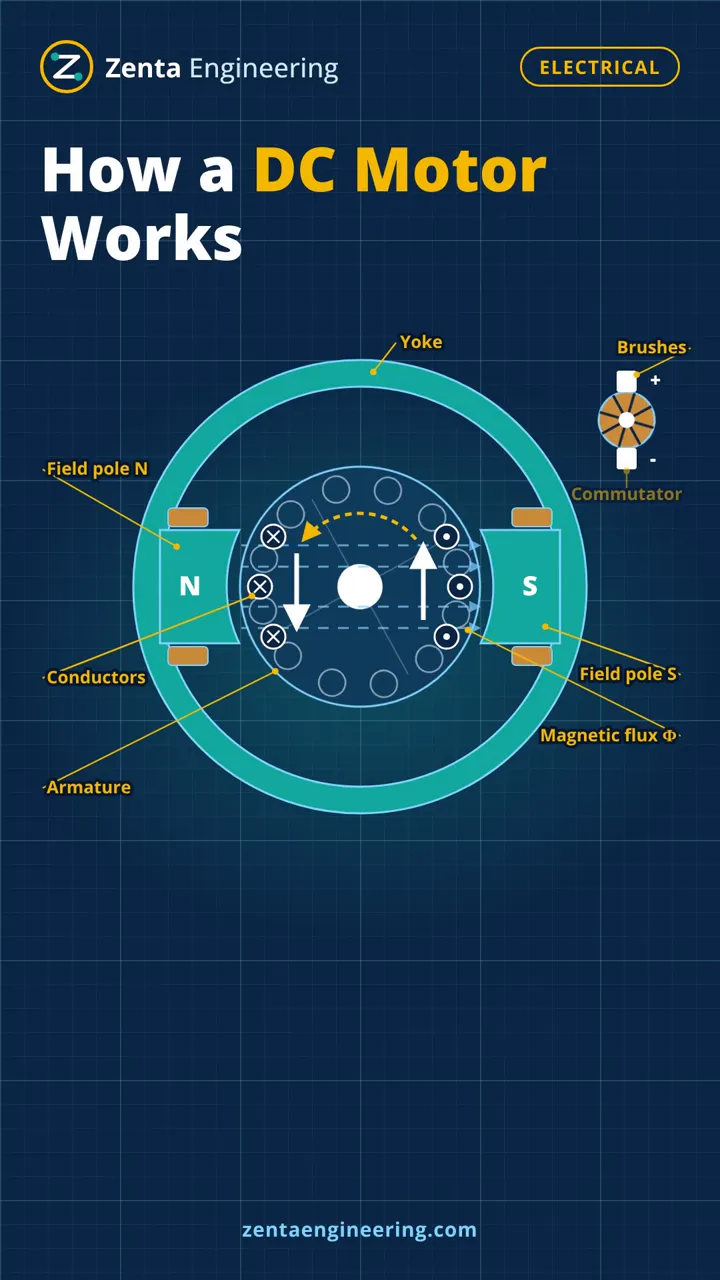 Zenta Engineering
ELECTRICAL
How a DC Motor
Works
Yoke
Brushes
+
-
Commutator
Field pole N
N
S
Conductors
Field pole S
Magnetic flux Φ
Armature
zentaengineering.com